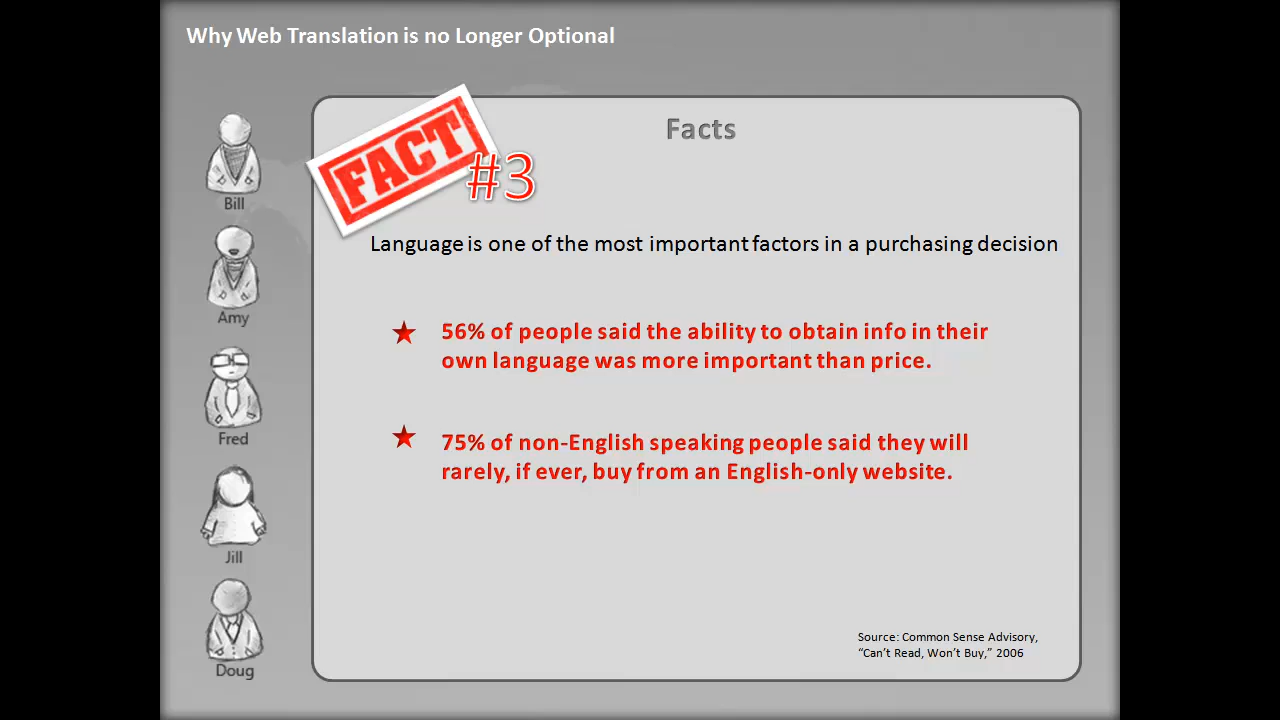 Why Web Translation is no Longer Optional
Facts
FACT
#3
Language is one of the most important factors in a purchasing decision
56% of people said the ability to obtain info in their
own language was more important than price.
75% of non-English speaking people said they will
rarely, if ever, buy from an English-only website.
Bill
Amy
Fred
Jill
Doug
Source: Common Sense Advisory,
“Can’t Read, Won’t Buy,” 2006